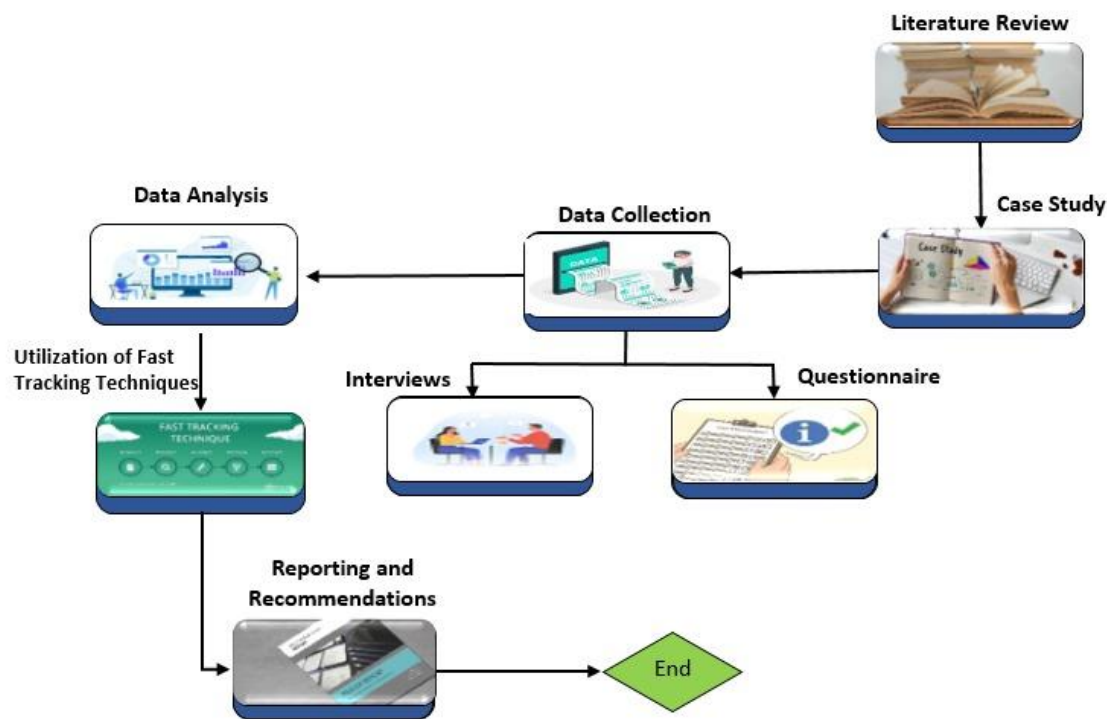 Literature Review
Case Study
Case Study
Data Collection
DATA
Data Analysis
Interviews
Questionnaire
Utilization of Fast
Tracking Techniques
FAST TRACKING
TECHNIQUE
Reporting and
Recommendations
End